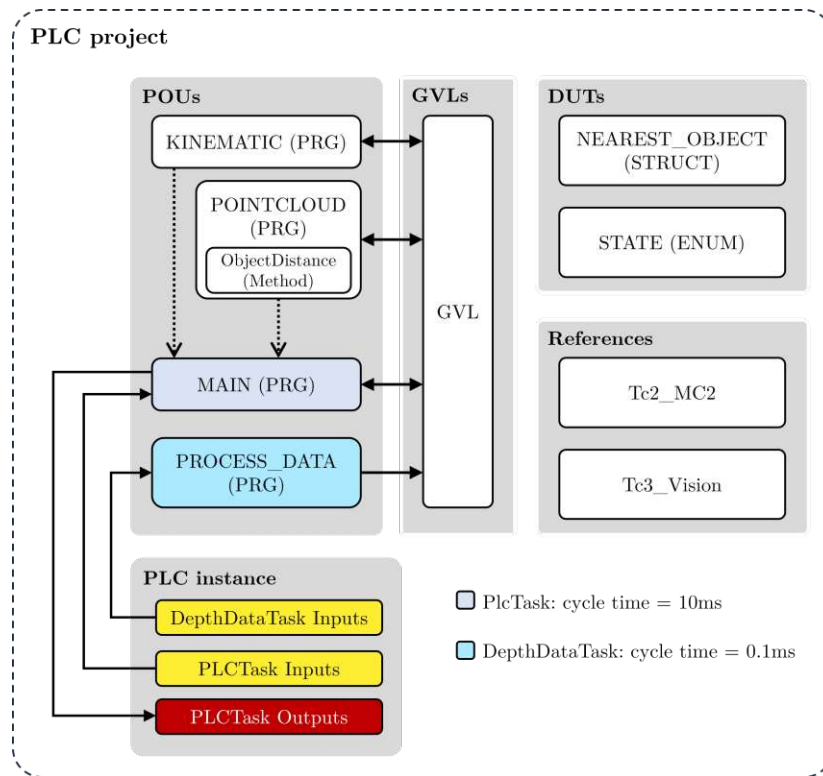 PLC project
POUs
KINEMATIC (PRG)
POINTCLOUD
(PRG)
ObjectDistance
(Method)
MAIN (PRG)
PROCESS_DATA
(PRG)
GVLs
GVL
DUTs
NEAREST_OBJECT
(STRUCT)
STATE (ENUM)
References
Tc2_MC2
Tc3_Vision
PLC instance
DepthDataTask Inputs
PLCTask Inputs
PLCTask Outputs
PlcTask: cycle time = 10ms
DepthDataTask: cycle time = 0.1ms